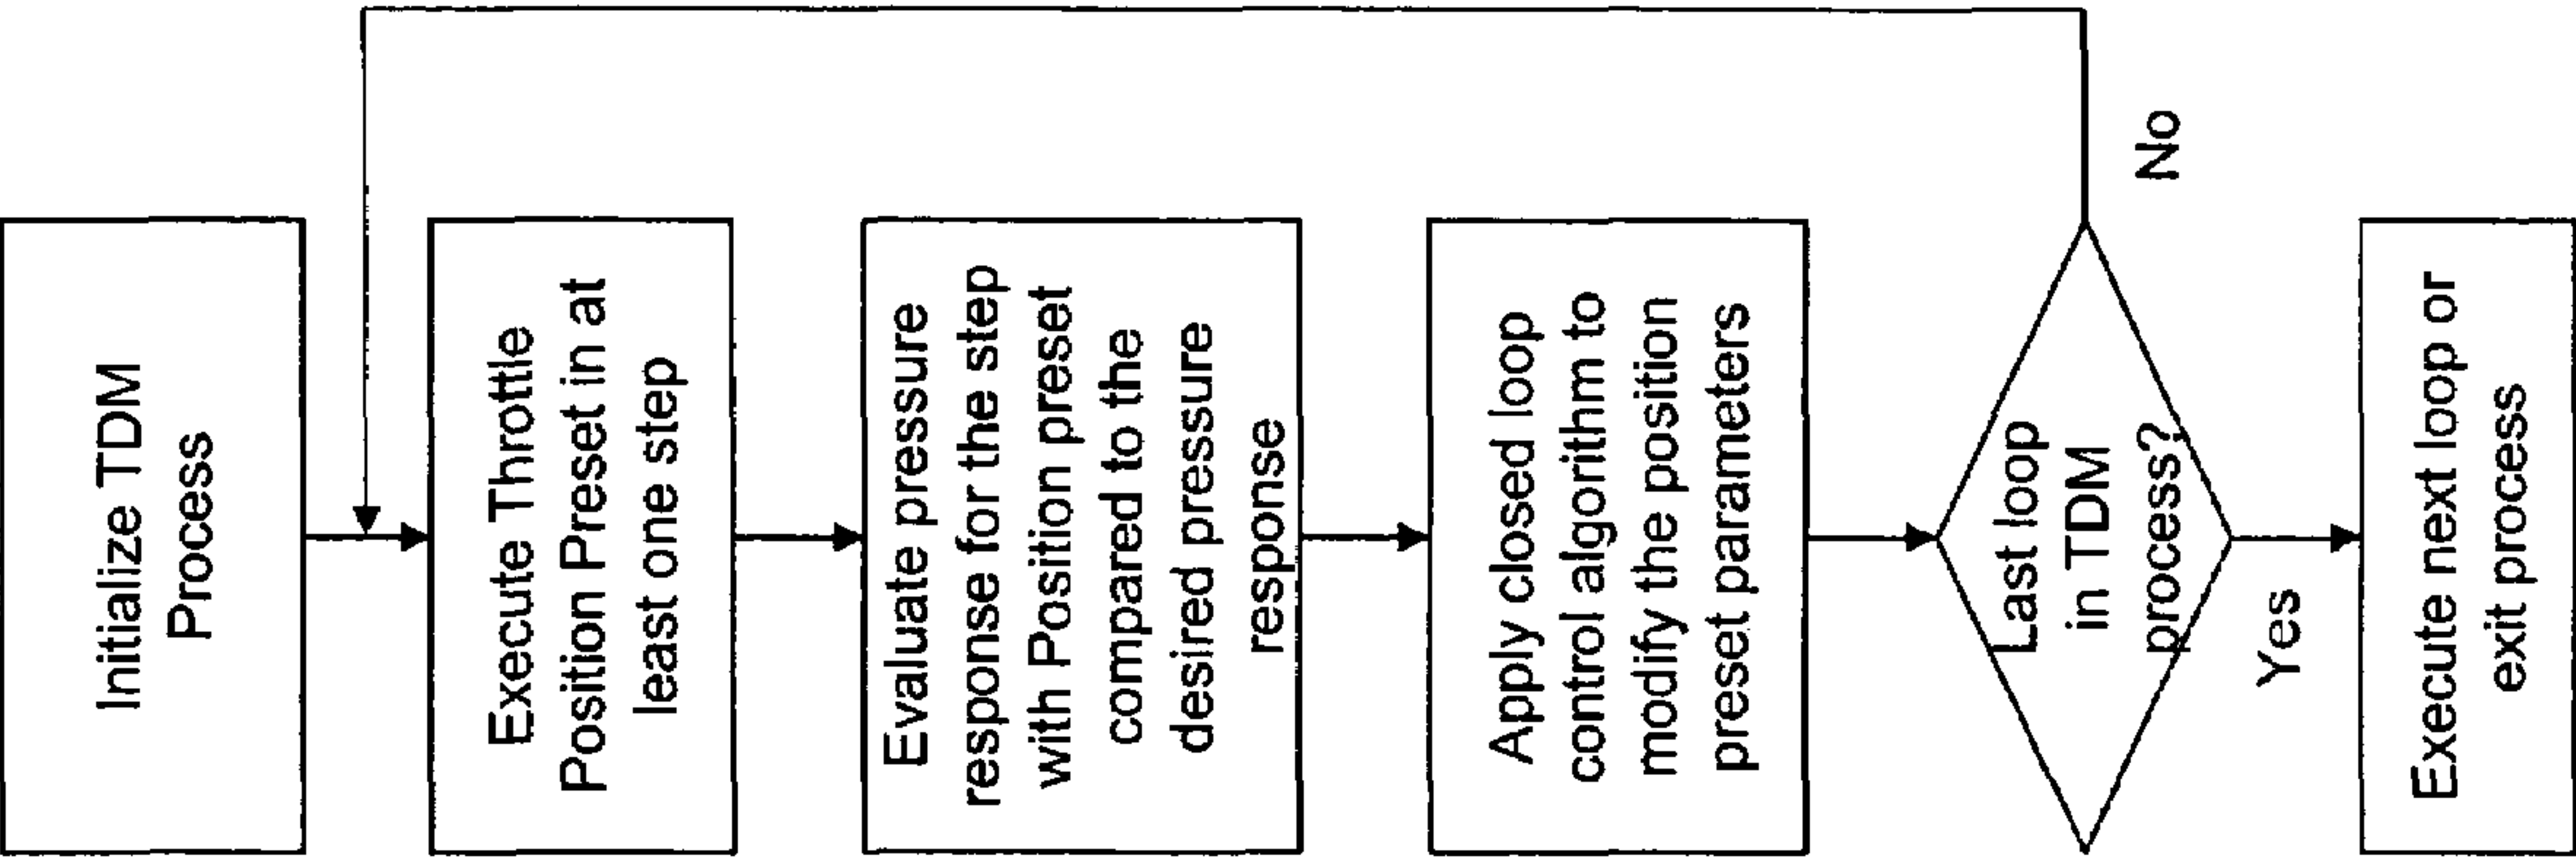 Initialize TDM
Process
Execute Throttle
Position Preset in at
least one step
Evaluate pressure
response for the step
with Position preset
compared to the
desired pressure
response
Apply closed loop
control algorithm to
modify the position
preset parameters
Last loop
in TDM
process?
No
Yes
Execute next loop or
exit process